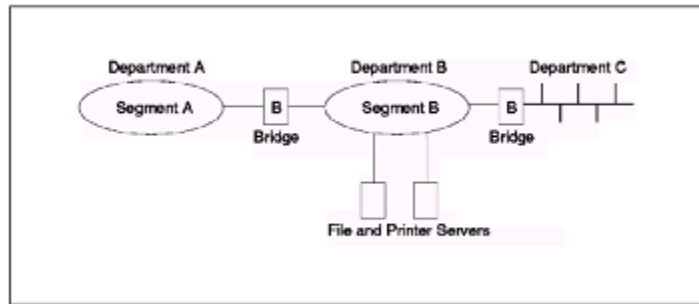 Department A
Department B
Department C
Segment A
B
Segment B
B
Bridge
Bridge
File and Printer Servers